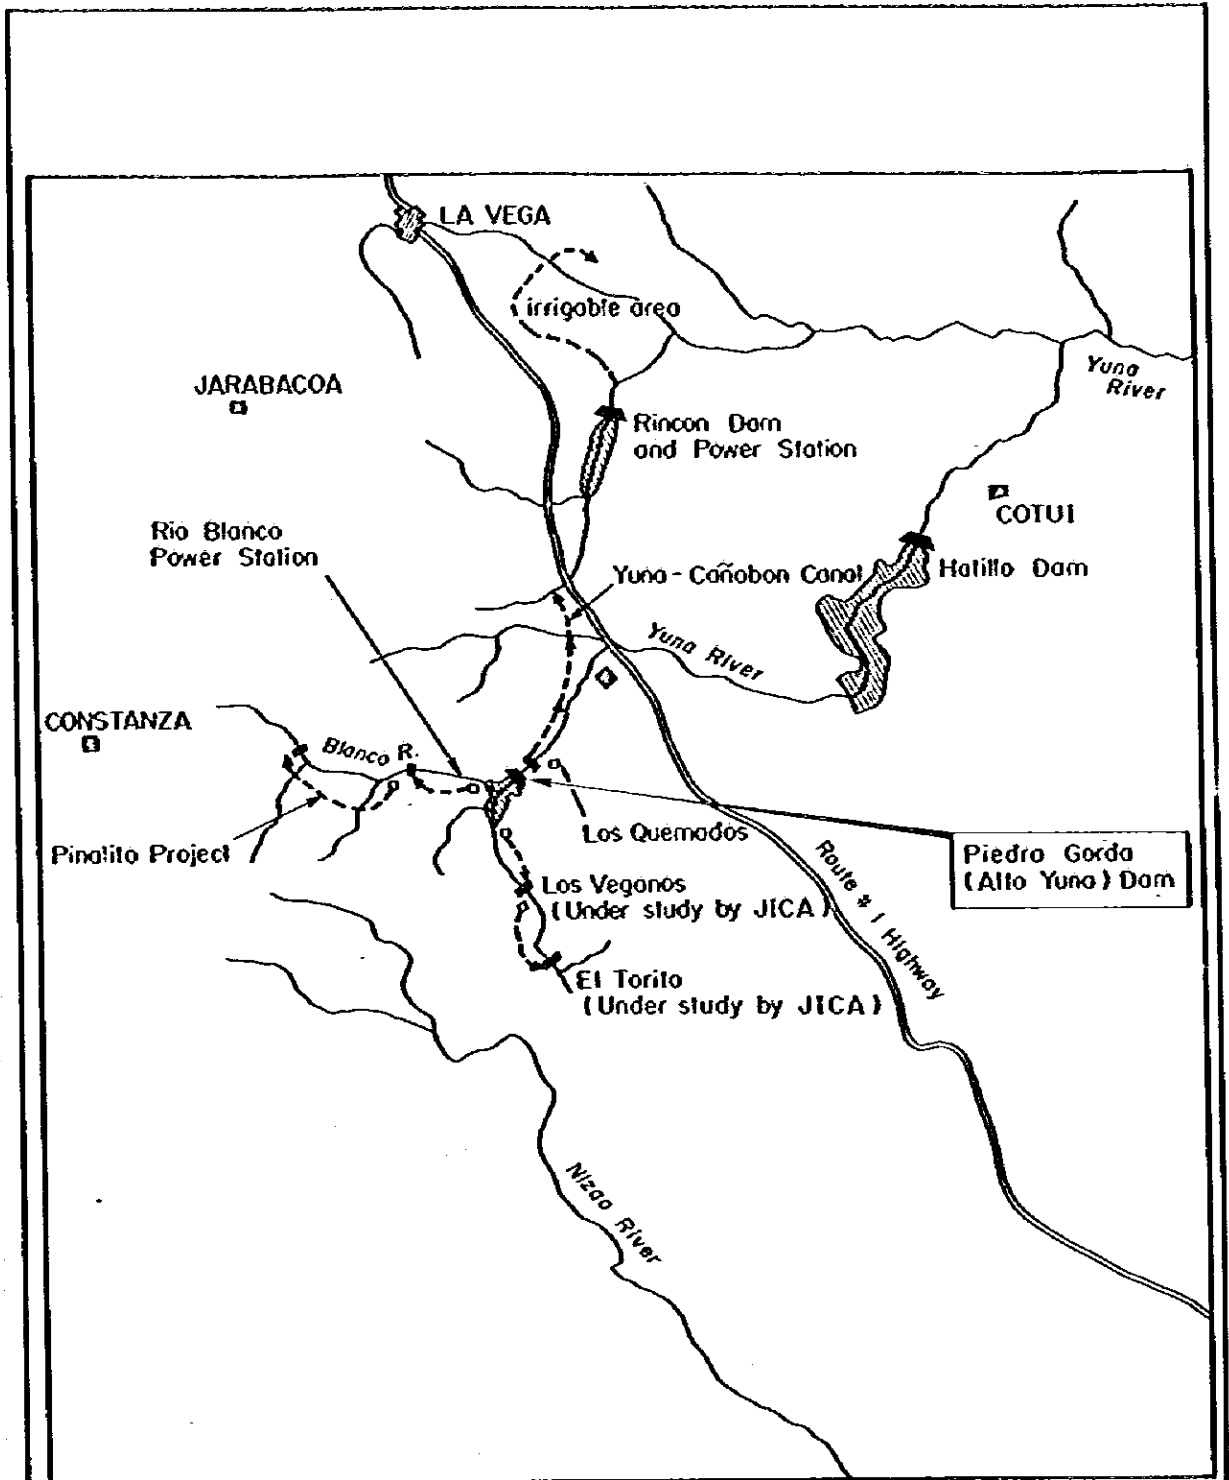 LA VEGA
irrigable area
Yuna
River
JARABACOA
Rincon Dam
and Power Station
COTUI
Rio Blanco
Power Station
Yuna-Cañabon Canal
Hatillo Dam
Yuna River
CONSTANZA
Blanco R.
Los Quemados
Pinalito Project
Piedra Gorda
(Alto Yuna) Dam
Route # 1 Highway
Los Veganos
(Under study by JICA)
El Torito
(Under study by JICA)
Nizao River